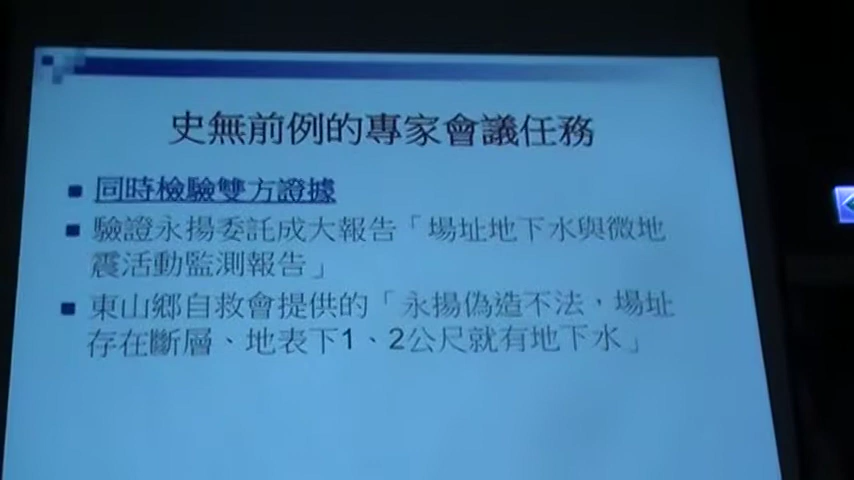 史無前例的專家會議任務
同時檢驗雙方證據
驗證永揚委託成大報告「場址地下水與微地
震活動監測報告」
東山鄉自救會提供的「永揚偽造不法，場址
存在斷層、地表下1、2公尺就有地下水」